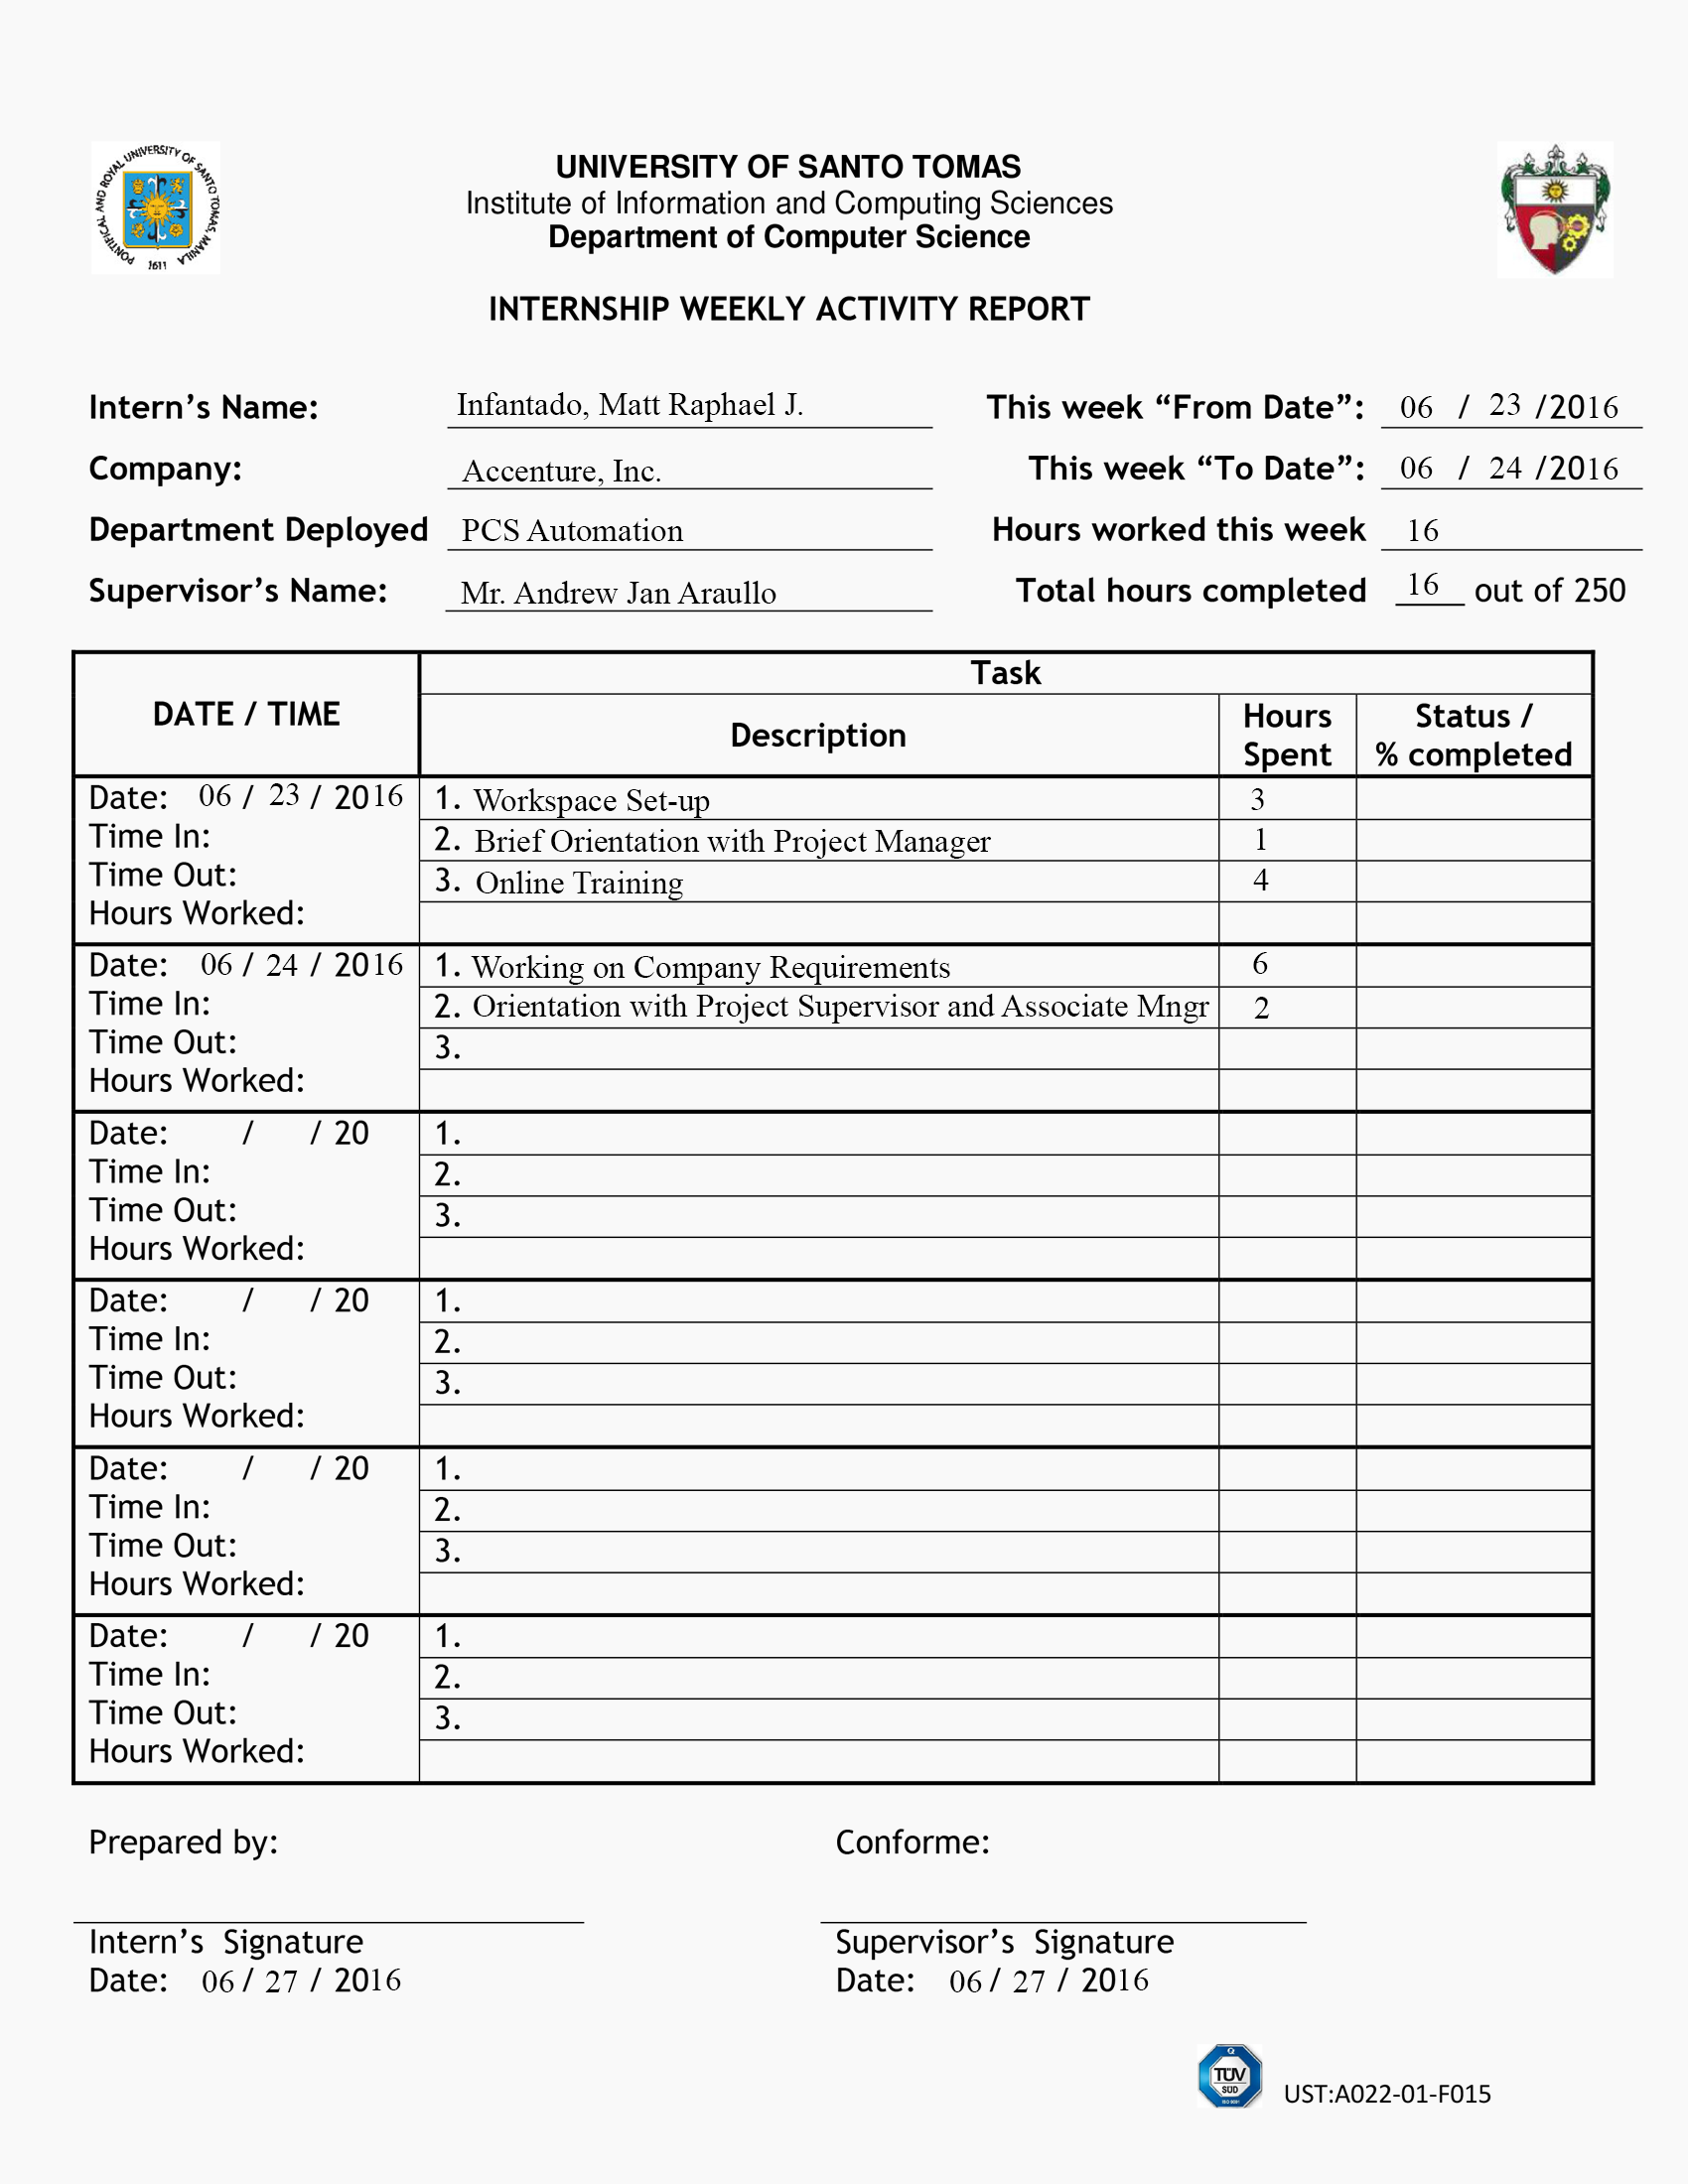 PONTIFICAL AND ROYAL UNIVERSITY OF SANTO TOMAS, MANILA
1611
UNIVERSITY OF SANTO TOMAS
Institute of Information and Computing Sciences
Department of Computer Science
INTERNSHIP WEEKLY ACTIVITY REPORT
Intern’s Name: Infantado, Matt Raphael J. This week “From Date”: 06 / 23 /2016
Company: Accenture, Inc. This week “To Date”: 06 / 24 /2016
Department Deployed PCS Automation Hours worked this week 16
Supervisor’s Name: Mr. Andrew Jan Araullo Total hours completed 16 out of 250
DATE / TIME Task
Description Hours Spent Status / % completed
Date: 06 / 23 / 2016 1. Workspace Set-up 3
Time In: 2. Brief Orientation with Project Manager 1
Time Out: 3. Online Training 4
Hours Worked:
Date: 06 / 24 / 2016 1. Working on Company Requirements 6
Time In: 2. Orientation with Project Supervisor and Associate Mngr 2
Time Out: 3.
Hours Worked:
Date: / / 20 1.
Time In: 2.
Time Out: 3.
Hours Worked:
Date: / / 20 1.
Time In: 2.
Time Out: 3.
Hours Worked:
Date: / / 20 1.
Time In: 2.
Time Out: 3.
Hours Worked:
Date: / / 20 1.
Time In: 2.
Time Out: 3.
Hours Worked:
Prepared by: Conforme:
Intern’s Signature Supervisor’s Signature
Date: 06 / 27 / 2016 Date: 06 / 27 / 2016
TÜV
SÜD
ISO 9001
UST:A022-01-F015